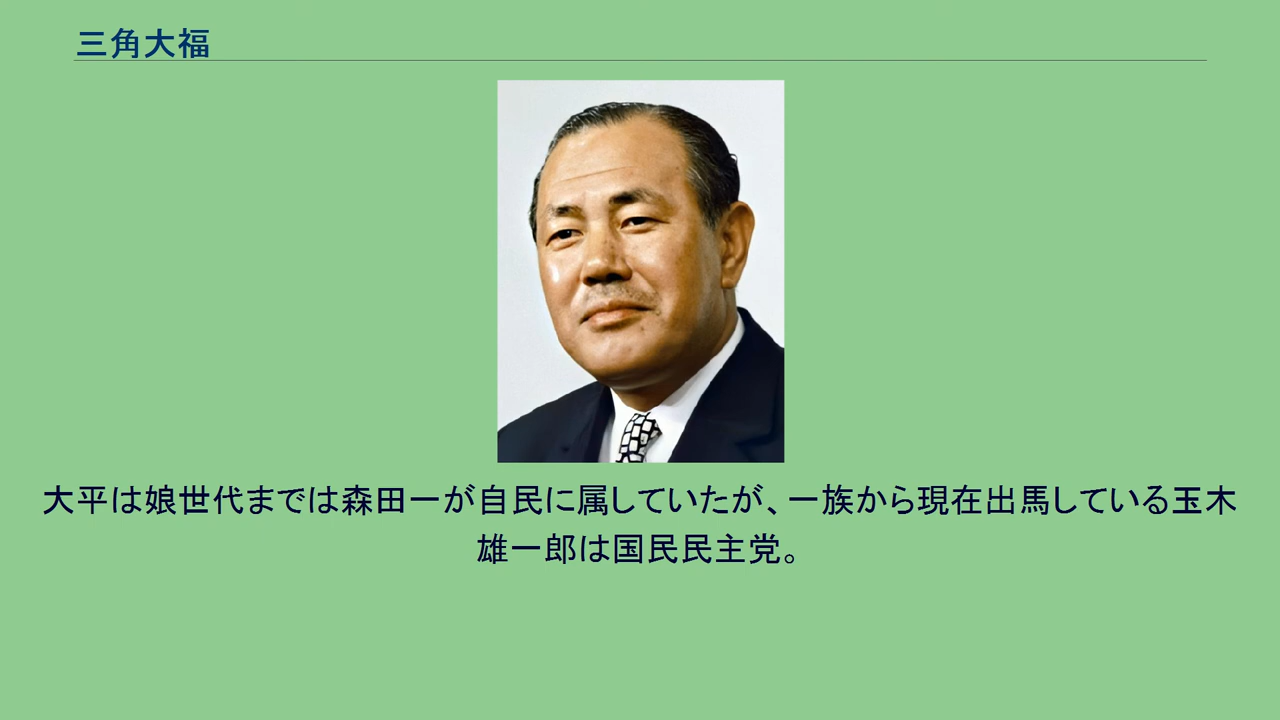 三角大福
大平は娘世代までは森田一が自民に属していたが、一族から現在出馬している玉木
雄一郎は国民民主党。